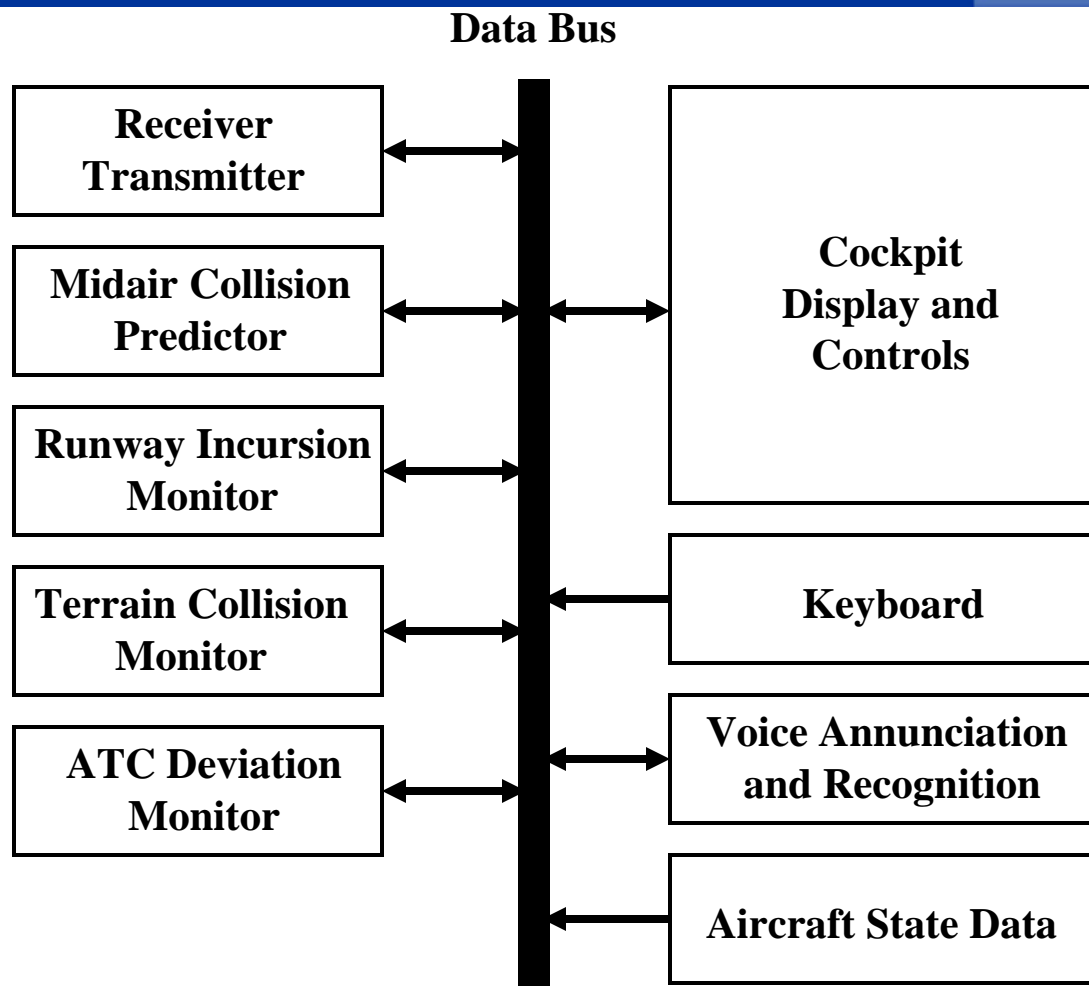 Data Bus
Receiver
Transmitter
Midair Collision
Predictor
Runway Incursion
Monitor
Terrain Collision
Monitor
ATC Deviation
Monitor
Cockpit
Display and
Controls
Keyboard
Voice Annunciation
and Recognition
Aircraft State Data